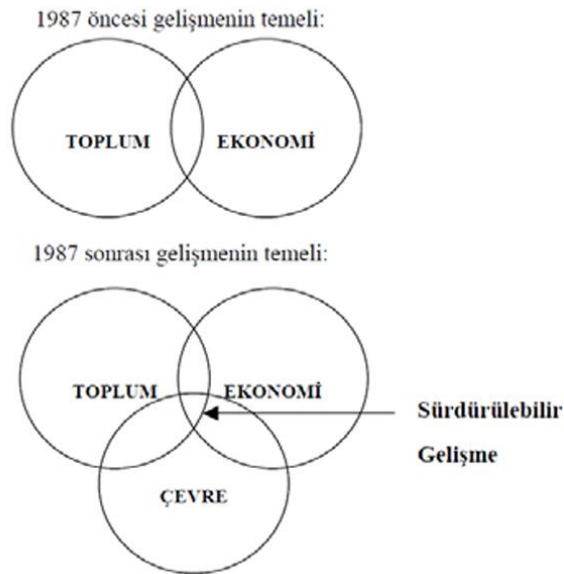 1987 öncesi gelişmenin temeli:
TOPLUM
EKONOMİ
1987 sonrası gelişmenin temeli:
TOPLUM
EKONOMİ
Sürdürülebilir
Gelişme
ÇEVRE